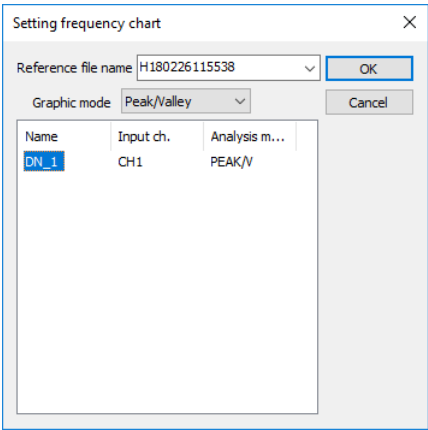 Setting frequency chart
Reference file name H180226115538 OK
Graphic mode Peak/Valley Cancel
Name Input ch. Analysis m...
DN_1 CH1 PEAK/V